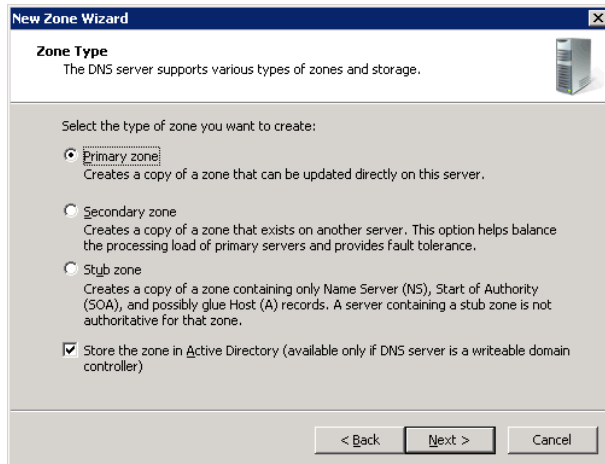 New Zone Wizard
Zone Type
The DNS server supports various types of zones and storage.
Select the type of zone you want to create:
Primary zone
Creates a copy of a zone that can be updated directly on this server.
Secondary zone
Creates a copy of a zone that exists on another server. This option helps balance
the processing load of primary servers and provides fault tolerance.
Stub zone
Creates a copy of a zone containing only Name Server (NS), Start of Authority
(SOA), and possibly glue Host (A) records. A server containing a stub zone is not
authoritative for that zone.
Store the zone in Active Directory (available only if DNS server is a writeable domain
controller)
< Back Next > Cancel